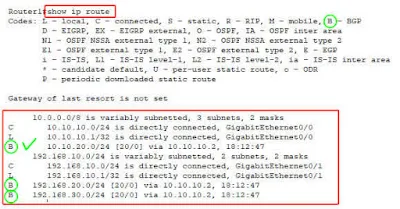 Router1#show ip route
Codes: L - local, C - connected, S - static, R - RIP, M - mobile, B - BGP
D - EIGRP, EX - EIGRP external, O - OSPF, IA - OSPF inter area
N1 - OSPF NSSA external type 1, N2 - OSPF NSSA external type 2
E1 - OSPF external type 1, E2 - OSPF external type 2, E - EGP
i - IS-IS, L1 - IS-IS level-1, L2 - IS-IS level-2, ia - IS-IS inter area
* - candidate default, U - per-user static route, o - ODR
P - periodic downloaded static route
Gateway of last resort is not set
10.0.0.0/8 is variably subnetted, 3 subnets, 2 masks
C 10.10.10.0/24 is directly connected, GigabitEthernet0/0
L 10.10.10.1/32 is directly connected, GigabitEthernet0/0
B 10.10.20.0/24 [20/0] via 10.10.10.2, 18:12:47
192.168.10.0/24 is variably subnetted, 2 subnets, 2 masks
C 192.168.10.0/24 is directly connected, GigabitEthernet0/1
L 192.168.10.1/32 is directly connected, GigabitEthernet0/1
B 192.168.20.0/24 [20/0] via 10.10.10.2, 18:12:47
B 192.168.30.0/24 [20/0] via 10.10.10.2, 18:12:47